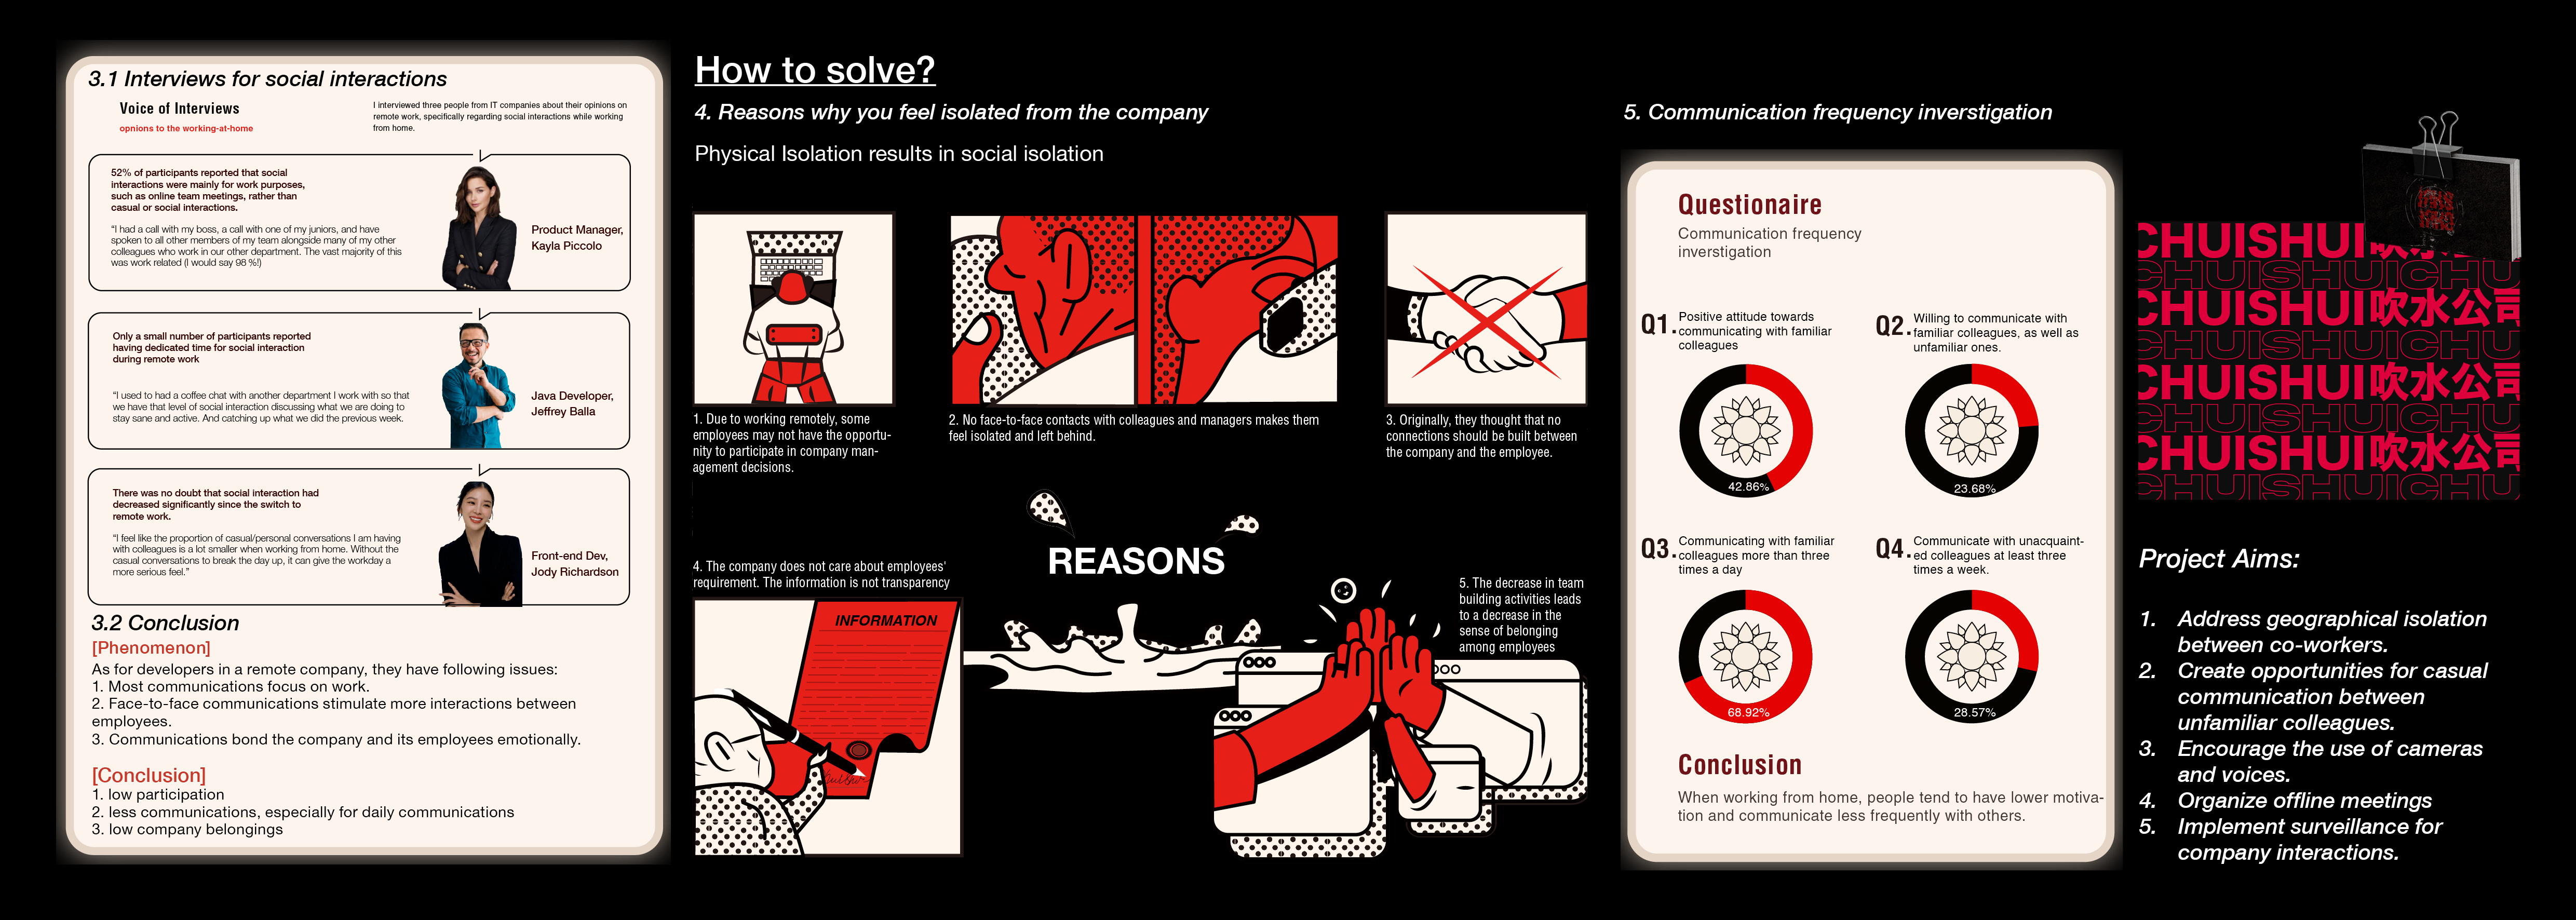 3.1 Interviews for social interactions
Voice of Interviews
opnions to the working-at-home
I interviewed three people from IT companies about their opinions on
remote work, specifically regarding social interactions while working
from home.
52% of participants reported that social
interactions were mainly for work purposes,
such as online team meetings, rather than
casual or social interactions.
“I had a call with my boss, a call with one of my juniors, and have
spoken to all other members of my team alongside many of my other
colleagues who work in our other department. The vast majority of this
was work related (I would say 98 %!)
Product Manager,
Kayla Piccolo
Only a small number of participants reported
having dedicated time for social interaction
during remote work
“I used to had a coffee chat with another department I work with so that
we have that level of social interaction discussing what we are doing to
stay sane and active. And catching up what we did the previous week.
Java Developer,
Jeffrey Balla
There was no doubt that social interaction had
decreased significantly since the switch to
remote work.
“I feel like the proportion of casual/personal conversations I am having
with colleagues is a lot smaller when working from home. Without the
casual conversations to break the day up, it can give the workday a
more serious feel.”
Front-end Dev,
Jody Richardson
3.2 Conclusion
[Phenomenon]
As for developers in a remote company, they have following issues:
1. Most communications focus on work.
2. Face-to-face communications stimulate more interactions between
employees.
3. Communications bond the company and its employees emotionally.
[Conclusion]
1. low participation
2. less communications, especially for daily communications
3. low company belongings
How to solve?
4. Reasons why you feel isolated from the company
Physical Isolation results in social isolation
1. Due to working remotely, some
employees may not have the opportu-
nity to participate in company man-
agement decisions.
2. No face-to-face contacts with colleagues and managers makes them
feel isolated and left behind.
3. Originally, they thought that no
connections should be built between
the company and the employee.
REASONS
4. The company does not care about employees'
requirement. The information is not transparency
INFORMATION
5. The decrease in team
building activities leads
to a decrease in the
sense of belonging
among employees
5. Communication frequency inverstigation
Questionaire
Communication frequency
inverstigation
Q1.
Positive attitude towards
communicating with familiar
colleagues
42.86%
Q2.
Willing to communicate with
familiar colleagues, as well as
unfamiliar ones.
23.68%
Q3.
Communicating with familiar
colleagues more than three
times a day
68.92%
Q4.
Communicate with unacquaint-
ed colleagues at least three
times a week.
28.57%
Conclusion
When working from home, people tend to have lower motiva-
tion and communicate less frequently with others.
CHUISHUI
CHUISHUICHU
CHUISHUI吹水公司
CHUISHUICHU
CHUISHUI吹水公司
CHUISHUICHU
CHUISHUI吹水公司
CHUISHUICHU
Project Aims:
1. Address geographical isolation
between co-workers.
2. Create opportunities for casual
communication between
unfamiliar colleagues.
3. Encourage the use of cameras
and voices.
4. Organize offline meetings
5. Implement surveillance for
company interactions.